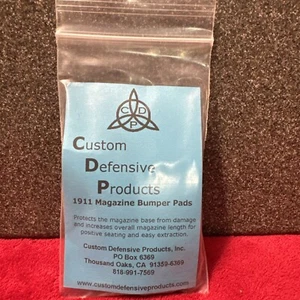 C D
P
Custom
Defensive
Products
1911 Magazine Bumper Pads
Protects the magazine base from damage
and increases overall magazine length for
positive seating and easy extraction.
Custom Defensive Products, Inc.
PO Box 6369
Thousand Oaks, CA 91359-6369
818-991-7569
www.customdefensiveproducts.com